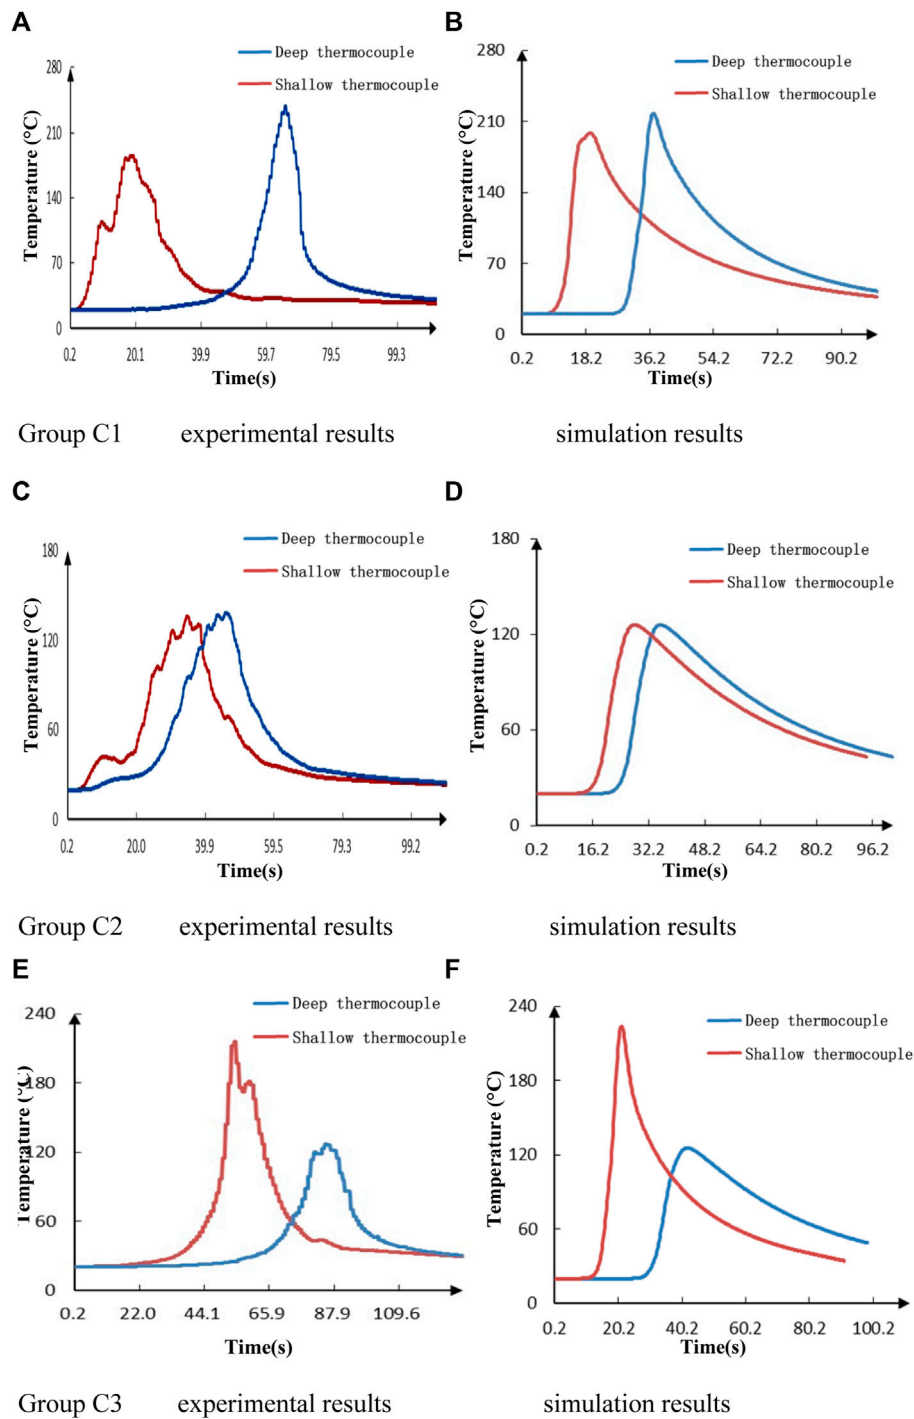 A
Deep thermocouple
Shallow thermocouple
Temperature (°C)
280
210
140
70
0
0.2 20.1 39.9 59.7 79.5 99.3
Time(s)
B
Deep thermocouple
Shallow thermocouple
Temperature (°C)
280
210
140
70
0
0.2 18.2 36.2 54.2 72.2 90.2
Time(s)
Group C1 experimental results simulation results
C
Deep thermocouple
Shallow thermocouple
Temperature (°C)
180
120
60
0
0.2 20.0 39.9 59.5 79.3 99.2
Time(s)
D
Deep thermocouple
Shallow thermocouple
Temperature (°C)
180
120
60
0
0.2 16.2 32.2 48.2 64.2 80.2 96.2
Time(s)
Group C2 experimental results simulation results
E
Deep thermocouple
Shallow thermocouple
Temperature (°C)
240
180
120
60
0
0.2 22.0 44.1 65.9 87.9 109.6
Time(s)
F
Deep thermocouple
Shallow thermocouple
Temperature (°C)
240
180
120
60
0
0.2 20.2 40.2 60.2 80.2 100.2
Time(s)
Group C3 experimental results simulation results